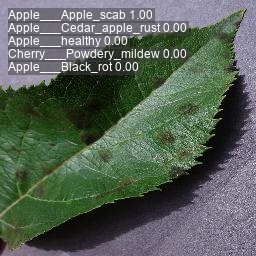 Apple___Apple_scab 1.00
Apple___Cedar_apple_rust 0.00
Apple___healthy 0.00
Cherry___Powdery_mildew 0.00
Apple___Black_rot 0.00